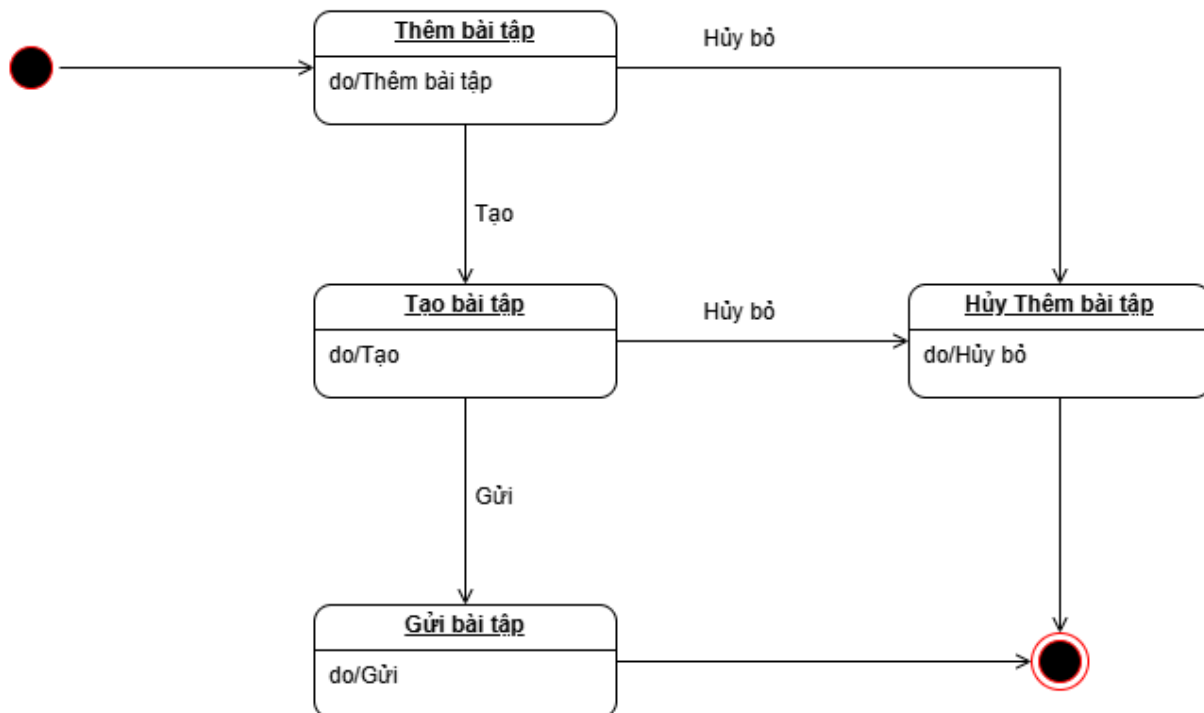 Thêm bài tập
do/Thêm bài tập
Hủy bỏ
Tạo
Tạo bài tập
do/Tạo
Hủy bỏ
Hủy Thêm bài tập
do/Hủy bỏ
Gửi
Gửi bài tập
do/Gửi